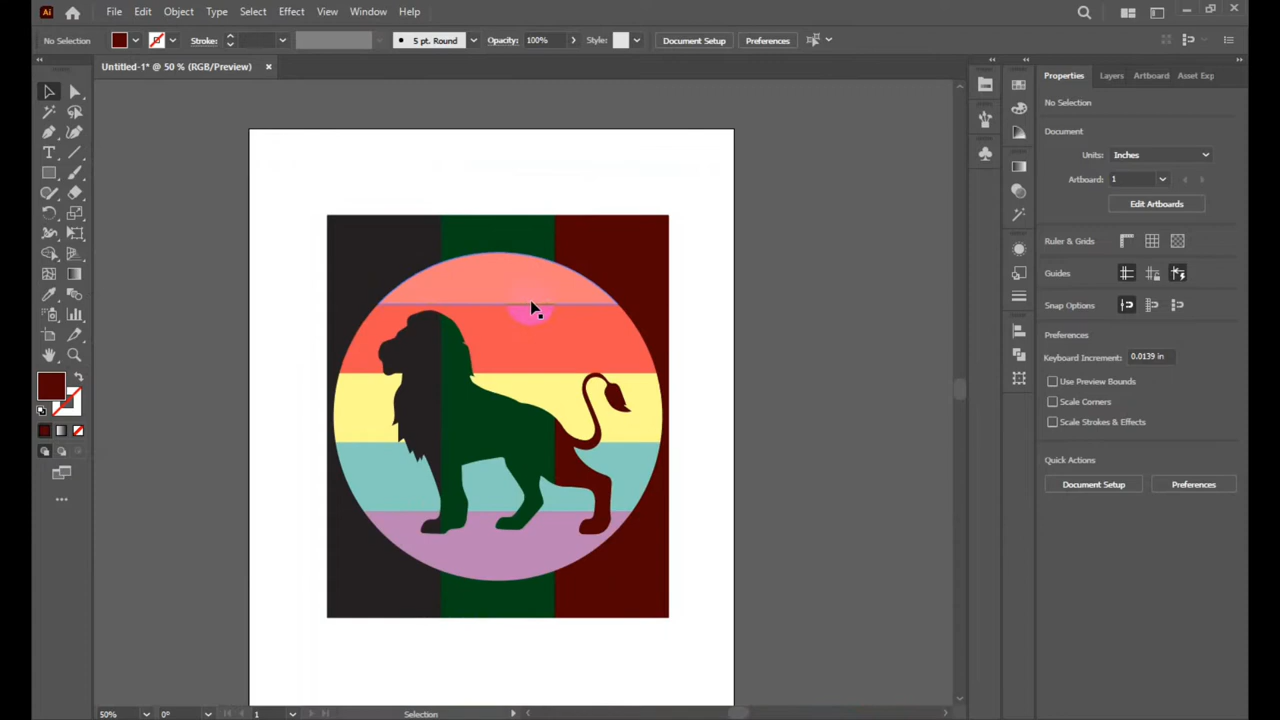 Ai File Edit Object Type Select Effect View Window Help
No Selection Stroke: 5 pt. Round Opacity: 100% Style: Document Setup Preferences
Untitled-1* @ 50 % (RGB/Preview) ×
Properties Layers Artboard Asset Exp
No Selection
Document
Units: Inches
Artboard: 1
Edit Artboards
Ruler & Grids
Guides
Snap Options
Preferences
Keyboard Increment: 0.0139 in
Use Preview Bounds
Scale Corners
Scale Strokes & Effects
Quick Actions
Document Setup Preferences
50% 0° 1 Selection